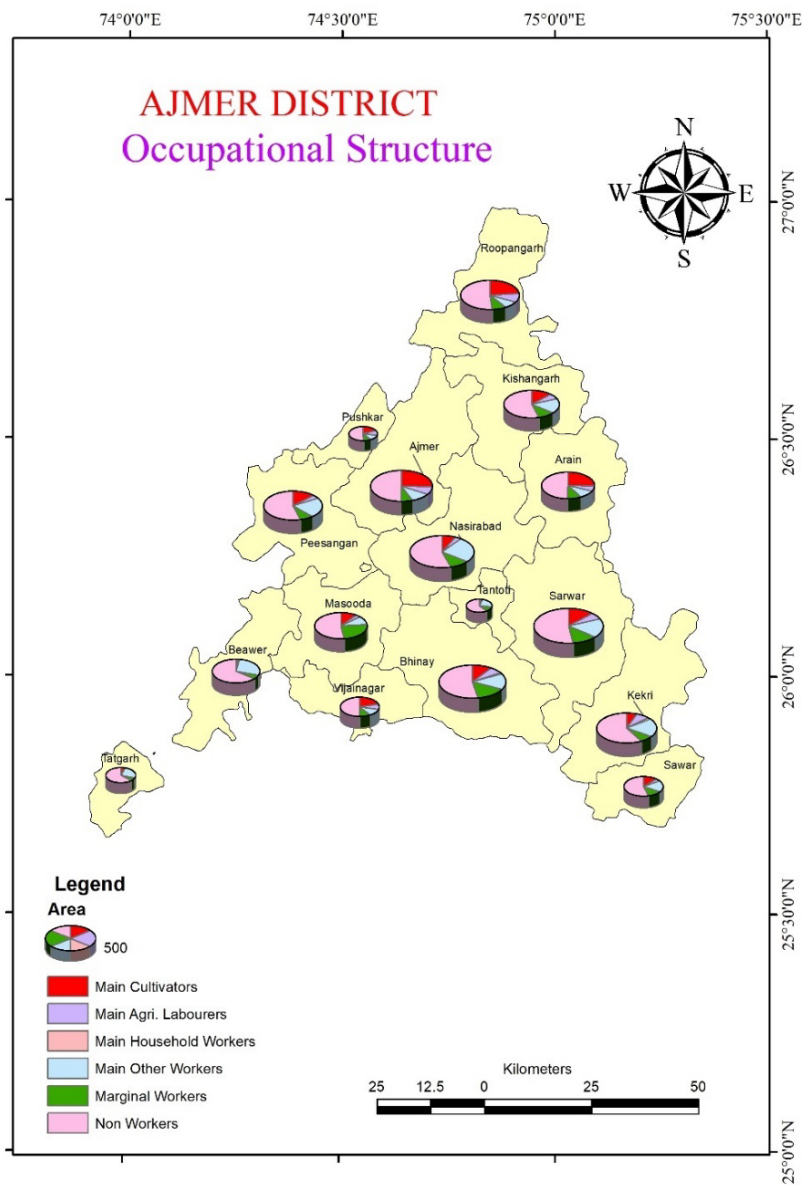 74°0'0"E 74°30'0"E 75°0'0"E 75°30'0"E
AJMER DISTRICT
Occupational Structure
N
W E
S
27°0'0"N
Roopangarh
Kishangarh
Pushkar
26°30'0"N
Ajmer
Arain
Nasirabad
Peesangan
Tantoti
Masooda
Sarwar
Beawer
Bhinay
26°0'0"N
Vijainagar
Kekri
Tatgarh
Sawar
Legend
Area
500
25°30'0"N
Main Cultivators
Main Agri. Labourers
Main Household Workers
Main Other Workers
Marginal Workers
Non Workers
Kilometers
25 12.5 0 25 50
25°0'0"N